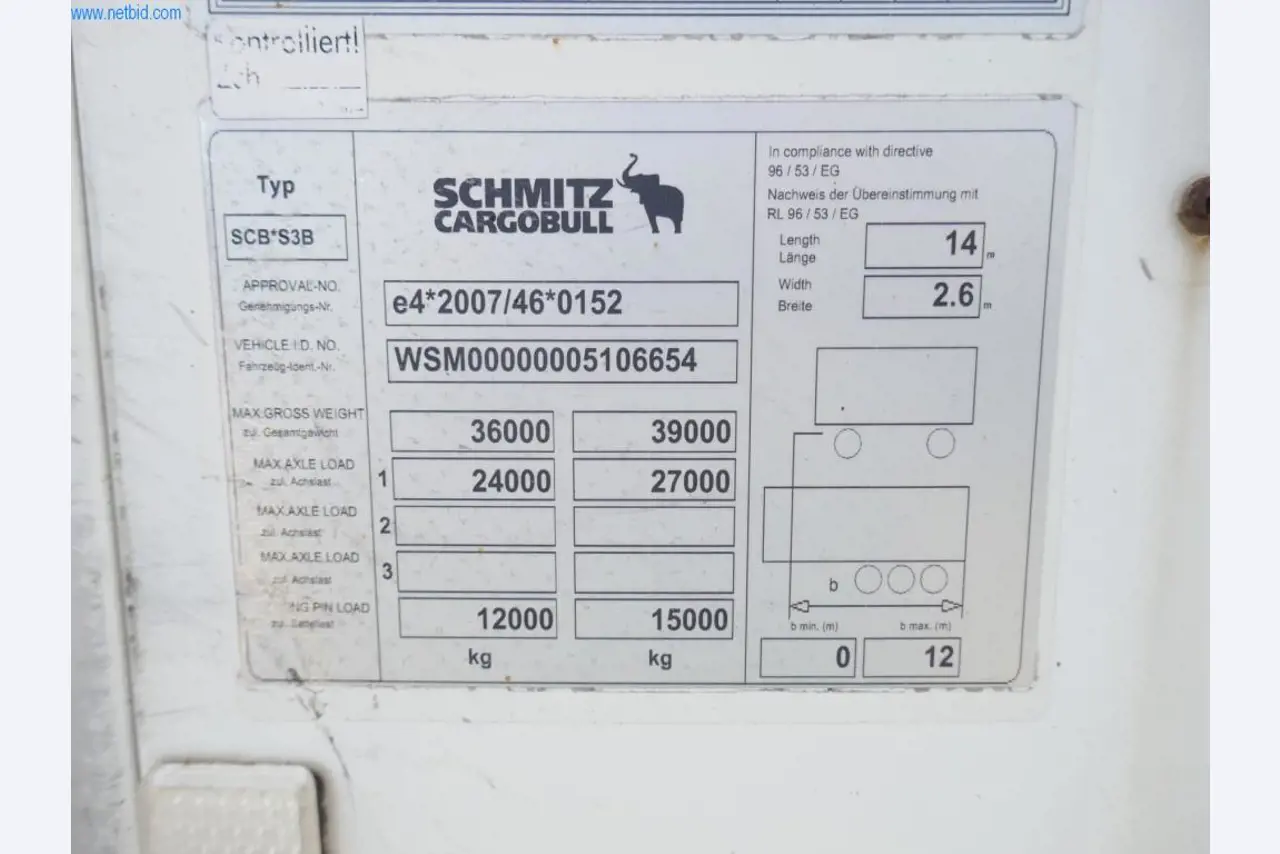 www.netbid.com
Kontrolliert!
Typ
SCB*S3B
SCHMITZ
CARGOBULL
APPROVAL-NO.
Genehmigungs-Nr.
e4*2007/46*0152
VEHICLE I.D. NO.
Fahrzeug-Ident.-Nr.
WSM00000005106654
MAX.GROSS WEIGHT
zul. Gesamtgewicht
36000 39000
MAX.AXLE LOAD
zul. Achslast
1 24000 27000
MAX.AXLE LOAD
zul. Achslast
2
MAX.AXLE LOAD
zul. Achslast
3
NG PIN LOAD
zul. Sattellast
12000 15000
kg kg
In compliance with directive
96 / 53 / EG
Nachweis der Übereinstimmung mit
RL 96 / 53 / EG
Length
Länge
14 m
Width
Breite
2.6 m
b
b min. (m) b max. (m)
0 12